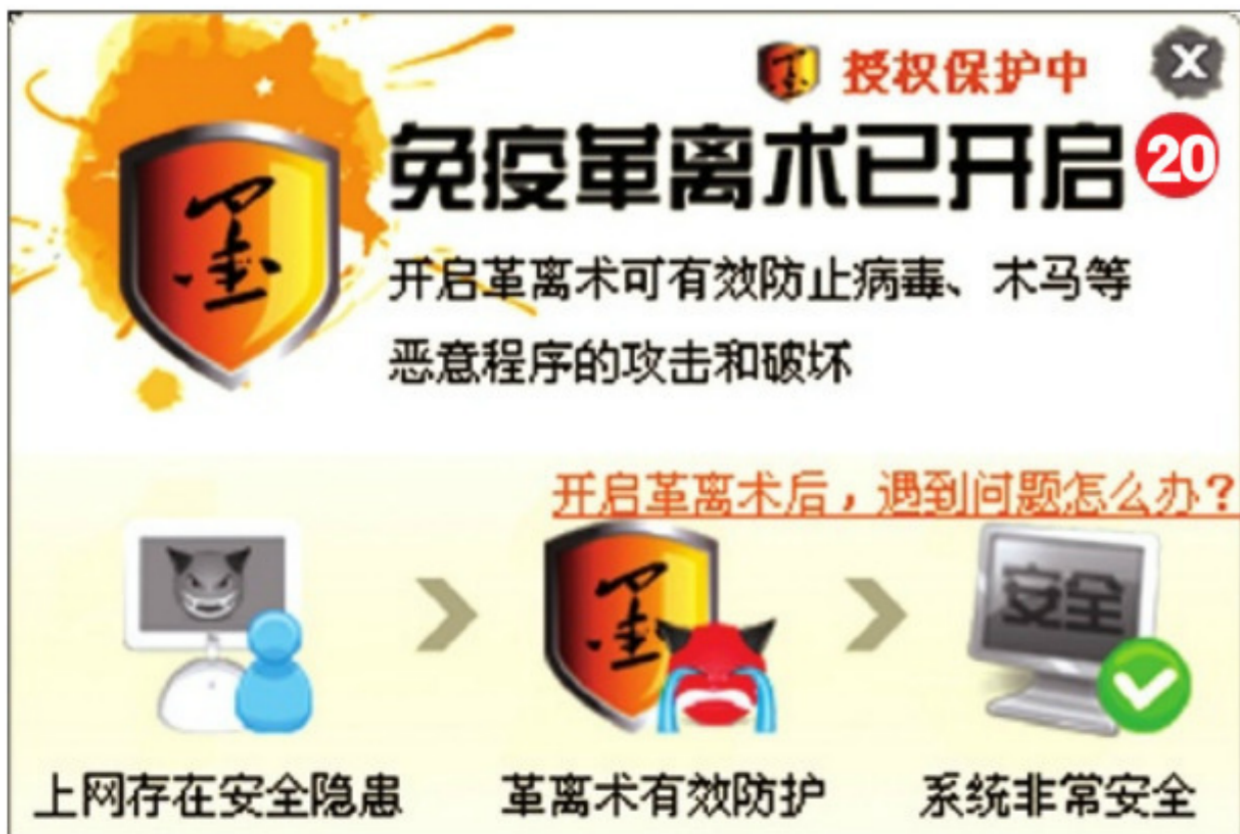 授权保护中
X
免疫革离术已开启 20
开启革离术可有效防止病毒、木马等
恶意程序的攻击和破坏
开启革离术后，遇到问题怎么办？
安全
上网存在安全隐患
革离术有效防护
系统非常安全